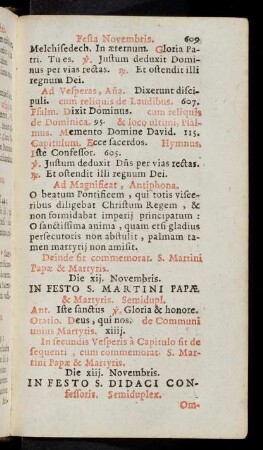 Festa Novembris. 609
Melchisedech. In æternum. Gloria Pa-
tri. Tu es. ℣. Justum deduxit Domi-
nus per vias rectas. ℟. Et ostendit illi
regnum Dei.
Ad Vesperas, Aña. Dixerunt disci-
puli. cum reliquis de Laudibus. 607.
Psalm. Dixit Dominus. cum reliquis
de Dominica. 95 & loco ultimi, Psal-
mus. Memento Domine David. 115.
Capitulum. Ecce sacerdos. Hymnus,
Iste Confessor. 605.
℣. Justum deduxit Dñs per vias rectas.
℟. Et ostendit illi regnum Dei.
Ad Magnificat, Antiphona.
O beatum Pontificem, qui totis visce-
ribus diligebat Christum Regem, &
non formidabat imperij principatum:
O sanctissima anima, quam etsi gladius
persecutoris non abstulit, palmam ta-
men martyrij non amisit.
Deinde fit commemorat. S. Martini
Papæ & Martyris.
Die xij. Novembris.
IN FESTO S. MARTINI PAPÆ
& Martyris. Semidupl.
Ant. Iste sanctus ℣. Gloria & honore.
Oratio. Deus, qui nos. de Communi
unius Martyris. xiiij.
In secundis Vesperis à Capitulo fit de
sequenti, cum commemorat. S. Mar-
tini Papæ & Martyris.
Die xiij. Novembris.
IN FESTO S. DIDACI CON-
fessoris. Semiduplex.
Om-